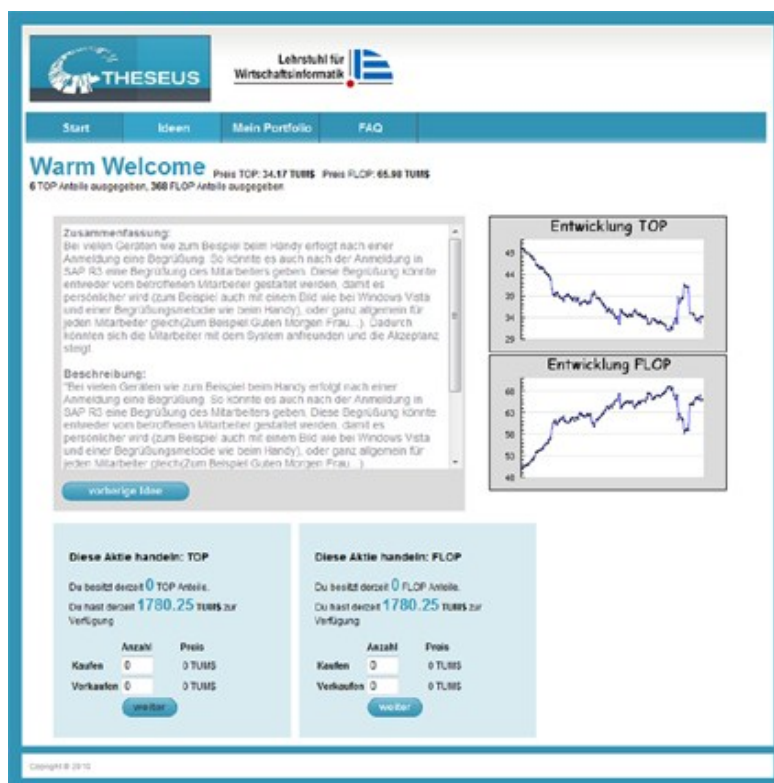 THESEUS
Lehrstuhl für
Wirtschaftsinformatik
Start Ideen Mein Portfolio FAQ
Warm Welcome Preis TOP: 34.17 TUM$ Preis FLOP: 65.98 TUM$
6 TOP Anteile ausgegeben, 368 FLOP Anteile ausgegeben
Zusammenfassung:
Bei vielen Geräten wie zum Beispiel beim Handy erfolgt nach einer
Anmeldung eine Begrüßung. So könnte es auch nach der Anmeldung in
SAP R3 eine Begrüßung des Mitarbeiters geben. Diese Begrüßung könnte
entweder vom betroffenen Mitarbeiter gestaltet werden, damit es
persönlicher wird (zum Beispiel auch mit einem Bild wie bei Windows Vista
und einer Begrüßungsmelodie wie beim Handy), oder ganz allgemein für
jeden Mitarbeiter gleich(Zum Beispiel Guten Morgen Frau...). Dadurch
könnten sich die Mitarbeiter mit dem System anfreunden und die Akzeptanz
steigt.
Beschreibung:
"Bei vielen Geräten wie zum Beispiel beim Handy erfolgt nach einer
Anmeldung eine Begrüßung. So könnte es auch nach der Anmeldung in
SAP R3 eine Begrüßung des Mitarbeiters geben. Diese Begrüßung könnte
entweder vom betroffenen Mitarbeiter gestaltet werden, damit es
persönlicher wird (zum Beispiel auch mit einem Bild wie bei Windows Vista
und einer Begrüßungsmelodie wie beim Handy), oder ganz allgemein für
jeden Mitarbeiter gleich(Zum Beispiel Guten Morgen Frau...)
vorherige Idee
Entwicklung TOP
49
44
39
34
29
Entwicklung FLOP
68
63
58
53
48
Diese Aktie handeln: TOP
Du besitzt derzeit 0 TOP Anteile.
Du hast derzeit 1780.25 TUM$ zur
Verfügung
Anzahl Preis
Kaufen 0 0 TUM$
Verkaufen 0 0 TUM$
weiter
Diese Aktie handeln: FLOP
Du besitzt derzeit 0 FLOP Anteile.
Du hast derzeit 1780.25 TUM$ zur
Verfügung
Anzahl Preis
Kaufen 0 0 TUM$
Verkaufen 0 0 TUM$
weiter
Copyright © 2010